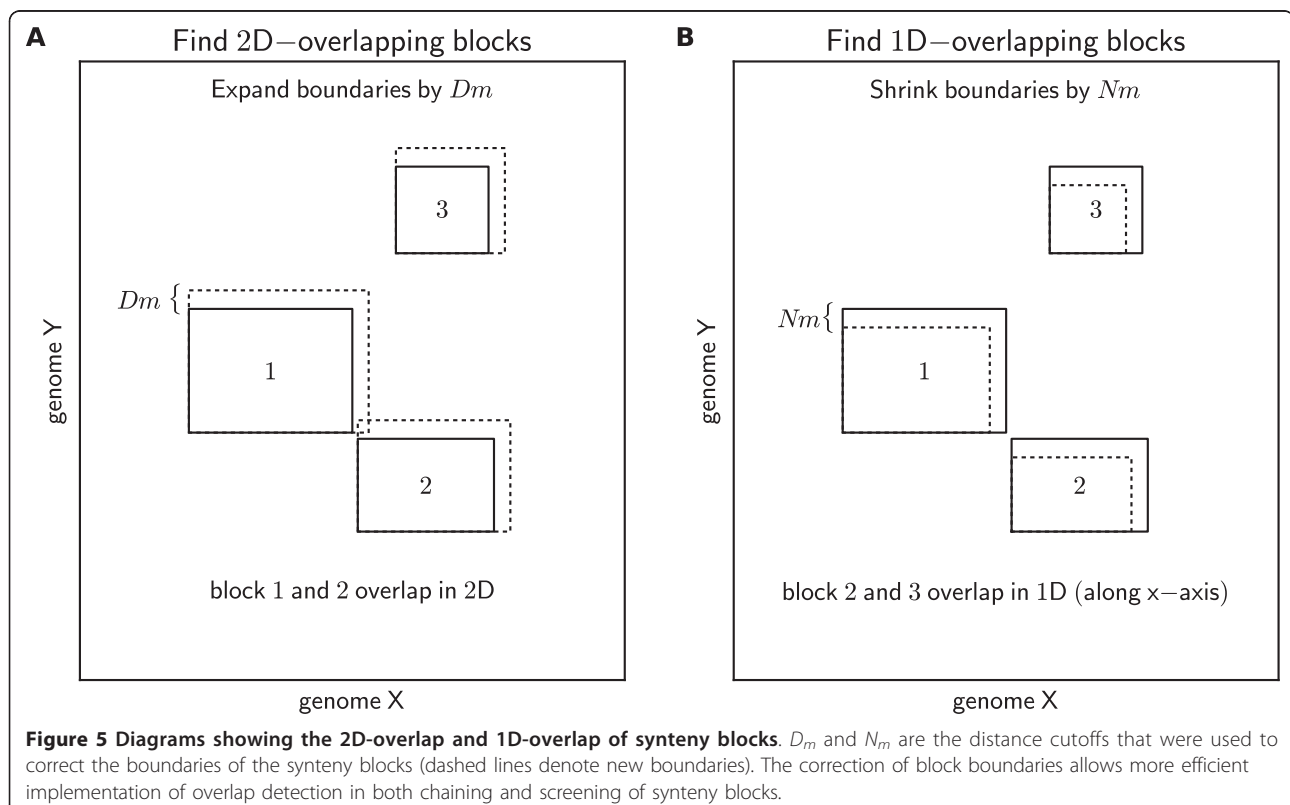 A
Find 2D−overlapping blocks
Expand boundaries by Dm
3
Dm {
1
2
block 1 and 2 overlap in 2D
genome Y
genome X
B
Find 1D−overlapping blocks
Shrink boundaries by Nm
3
Nm{
1
2
block 2 and 3 overlap in 1D (along x−axis)
genome Y
genome X
Figure 5 Diagrams showing the 2D-overlap and 1D-overlap of synteny blocks. Dm and Nm are the distance cutoffs that were used to
correct the boundaries of the synteny blocks (dashed lines denote new boundaries). The correction of block boundaries allows more efficient
implementation of overlap detection in both chaining and screening of synteny blocks.